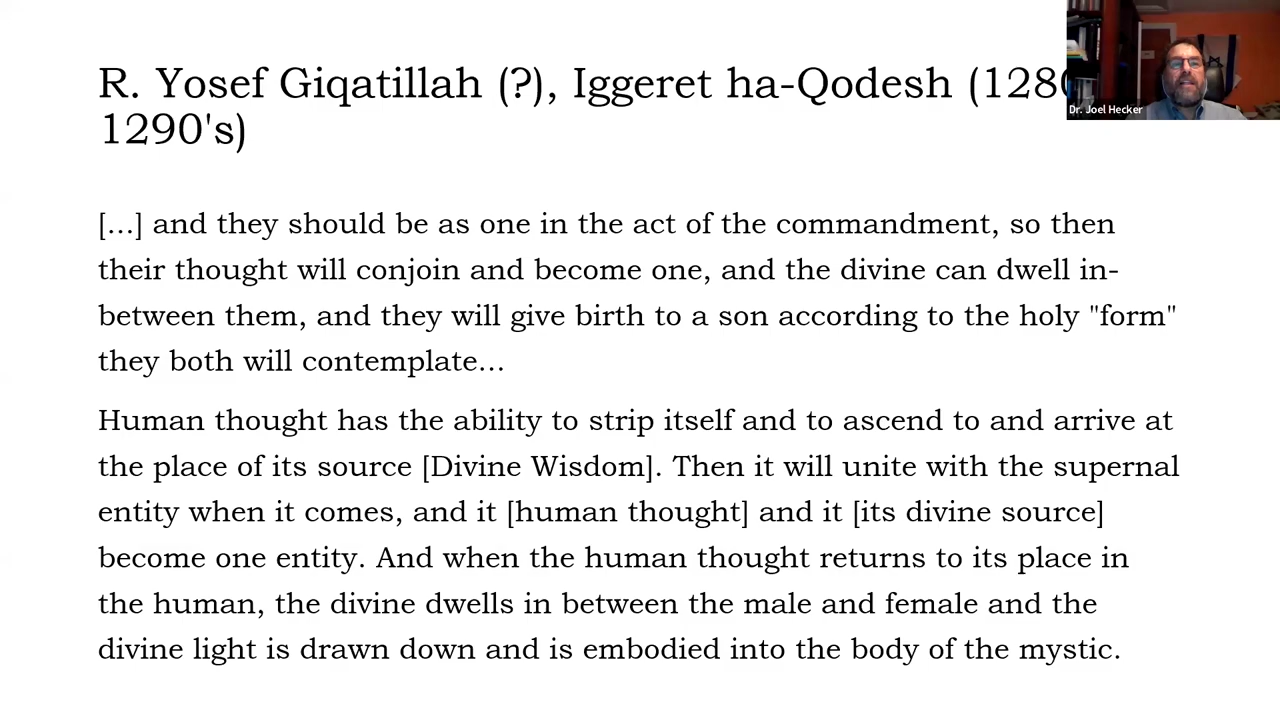 R. Yosef Giqatillah (?), Iggeret ha-Qodesh (1280
1290's)
Dr. Joel Hecker
[...] and they should be as one in the act of the commandment, so then
their thought will conjoin and become one, and the divine can dwell in-
between them, and they will give birth to a son according to the holy "form"
they both will contemplate...
Human thought has the ability to strip itself and to ascend to and arrive at
the place of its source [Divine Wisdom]. Then it will unite with the supernal
entity when it comes, and it [human thought] and it [its divine source]
become one entity. And when the human thought returns to its place in
the human, the divine dwells in between the male and female and the
divine light is drawn down and is embodied into the body of the mystic.